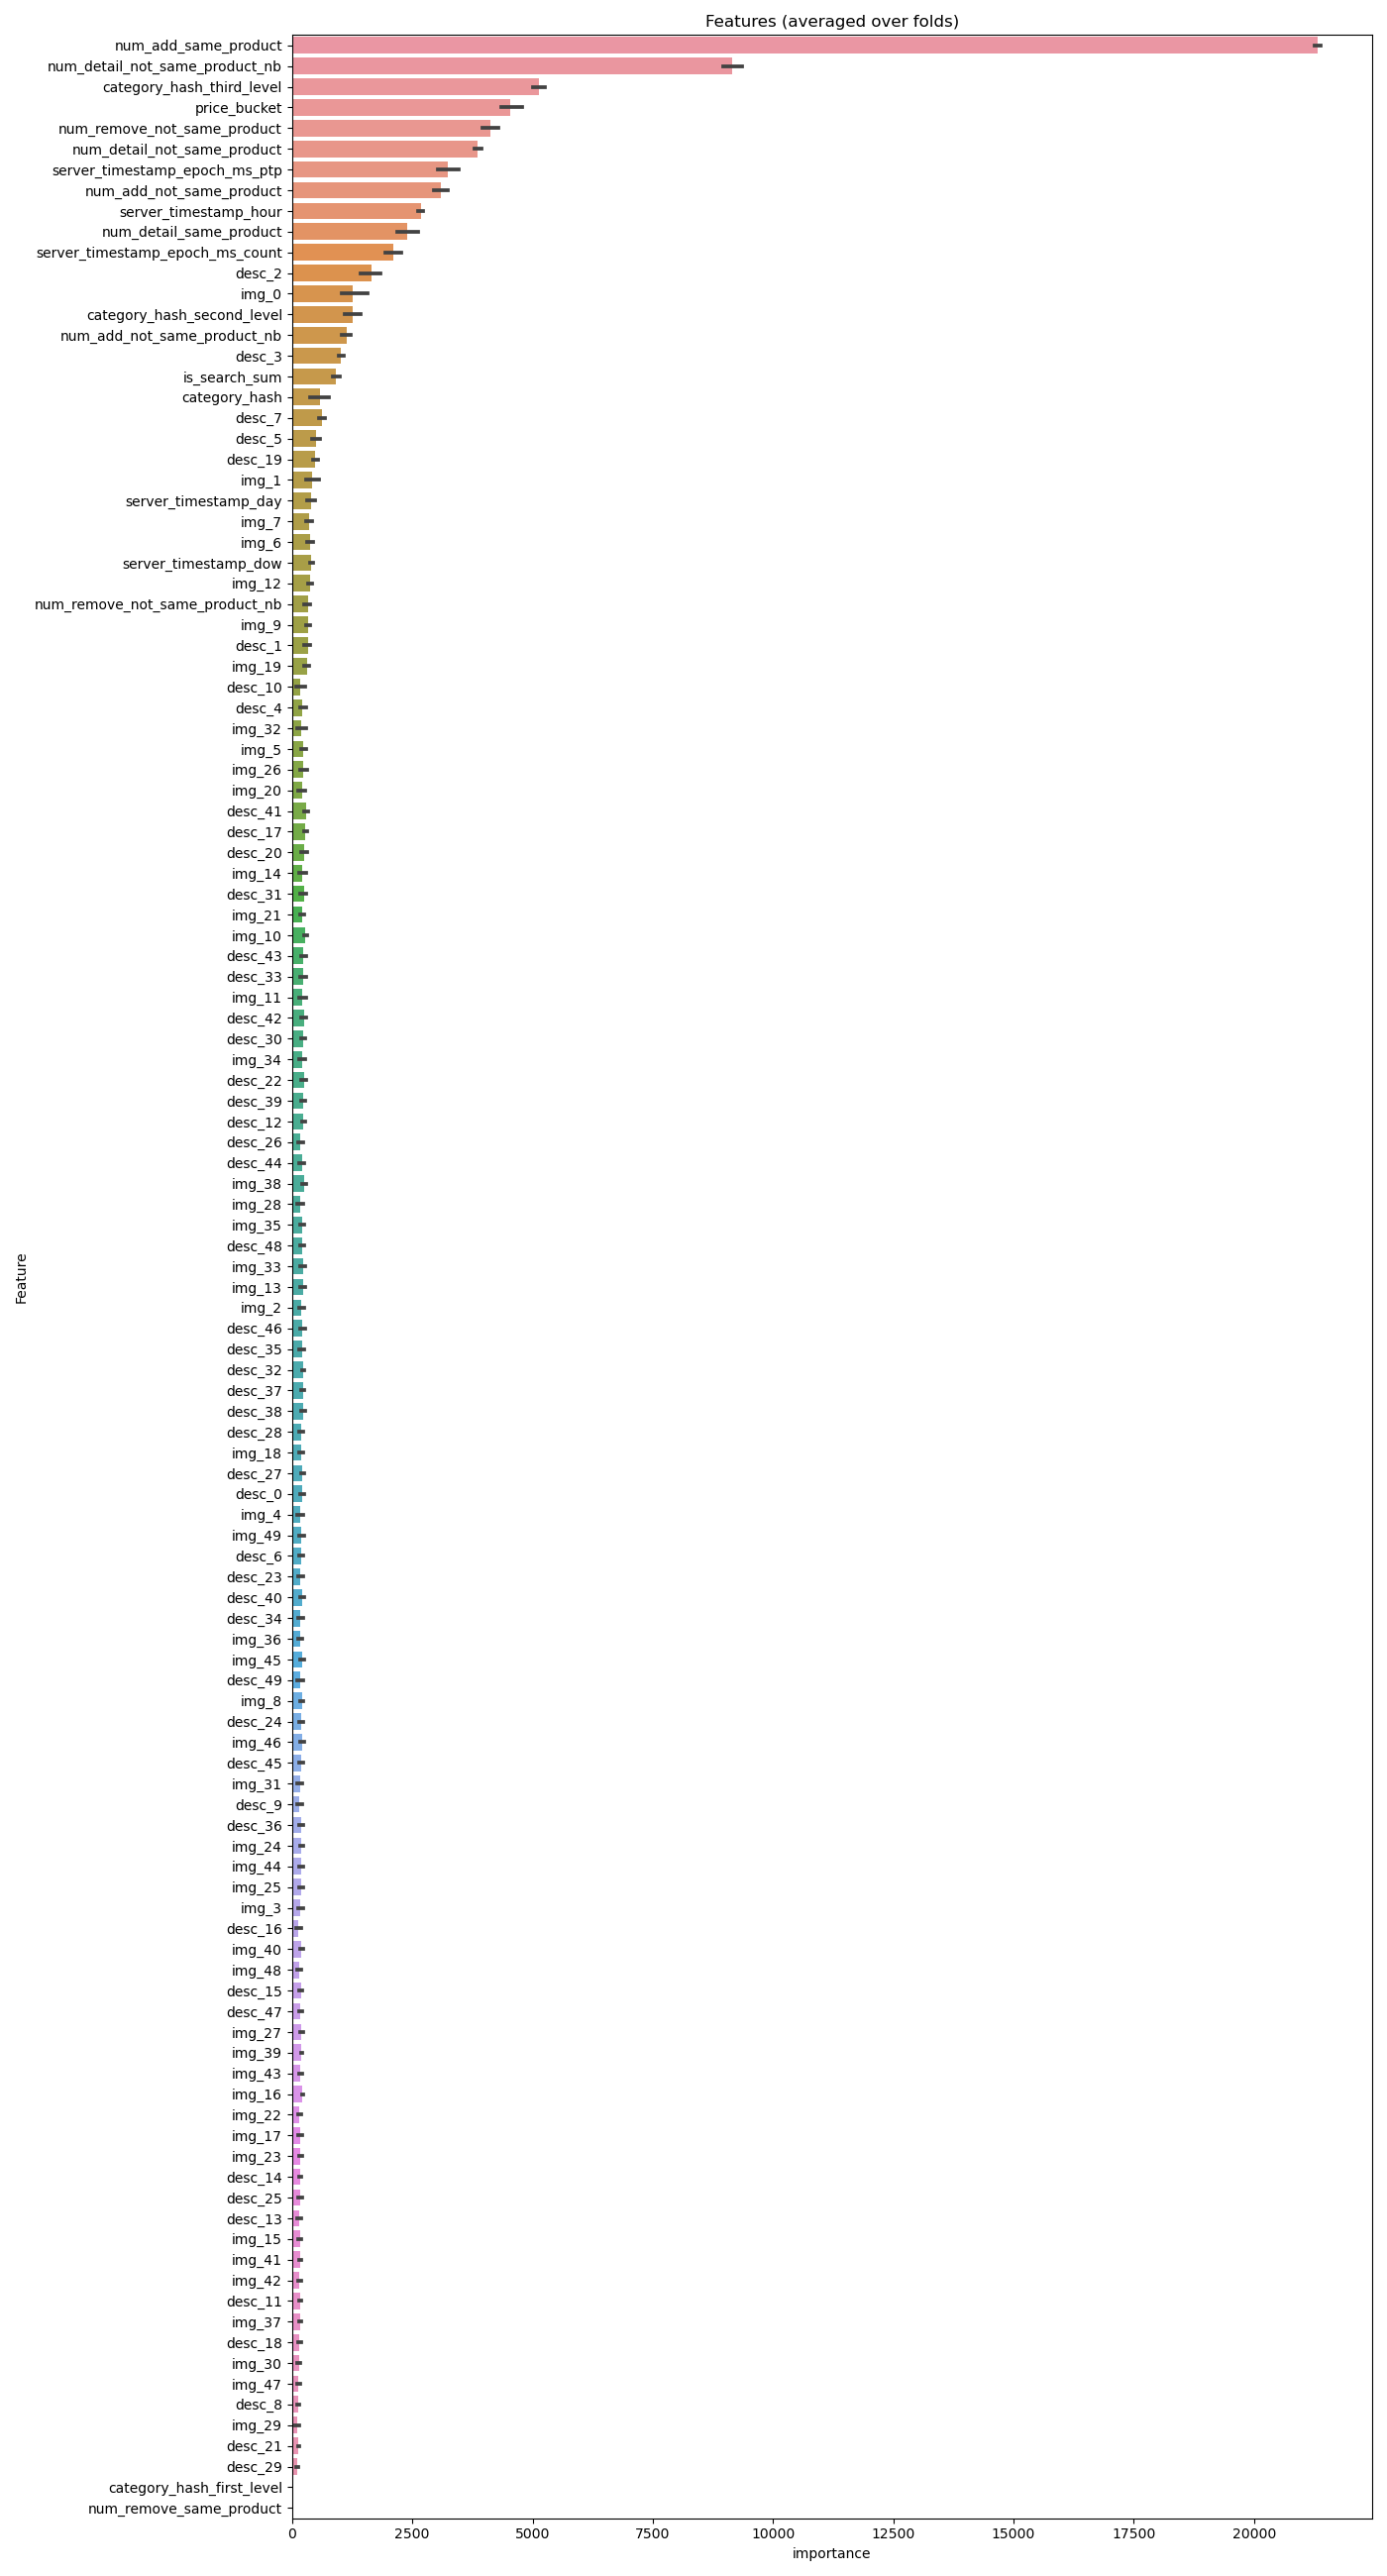 Features (averaged over folds)
num_add_same_product
num_detail_not_same_product_nb
category_hash_third_level
price_bucket
num_remove_not_same_product
num_detail_not_same_product
server_timestamp_epoch_ms_ptp
num_add_not_same_product
server_timestamp_hour
num_detail_same_product
server_timestamp_epoch_ms_count
desc_2
img_0
category_hash_second_level
num_add_not_same_product_nb
desc_3
is_search_sum
category_hash
desc_7
desc_5
desc_19
img_1
server_timestamp_day
img_7
img_6
server_timestamp_dow
img_12
num_remove_not_same_product_nb
img_9
desc_1
img_19
desc_10
desc_4
img_32
img_5
img_26
img_20
desc_41
desc_17
desc_20
img_14
desc_31
img_21
img_10
desc_43
desc_33
img_11
desc_42
desc_30
img_34
desc_22
desc_39
desc_12
desc_26
desc_44
img_38
img_28
img_35
desc_48
img_33
img_13
img_2
desc_46
desc_35
desc_32
desc_37
desc_38
desc_28
img_18
desc_27
desc_0
img_4
img_49
desc_6
desc_23
desc_40
desc_34
img_36
img_45
desc_49
img_8
desc_24
img_46
desc_45
img_31
desc_9
desc_36
img_24
img_44
img_25
img_3
desc_16
img_40
img_48
desc_15
desc_47
img_27
img_39
img_43
img_16
img_22
img_17
img_23
desc_14
desc_25
desc_13
img_15
img_41
img_42
desc_11
img_37
desc_18
img_30
img_47
desc_8
img_29
desc_21
desc_29
category_hash_first_level
num_remove_same_product
Feature
0 2500 5000 7500 10000 12500 15000 17500 20000
importance